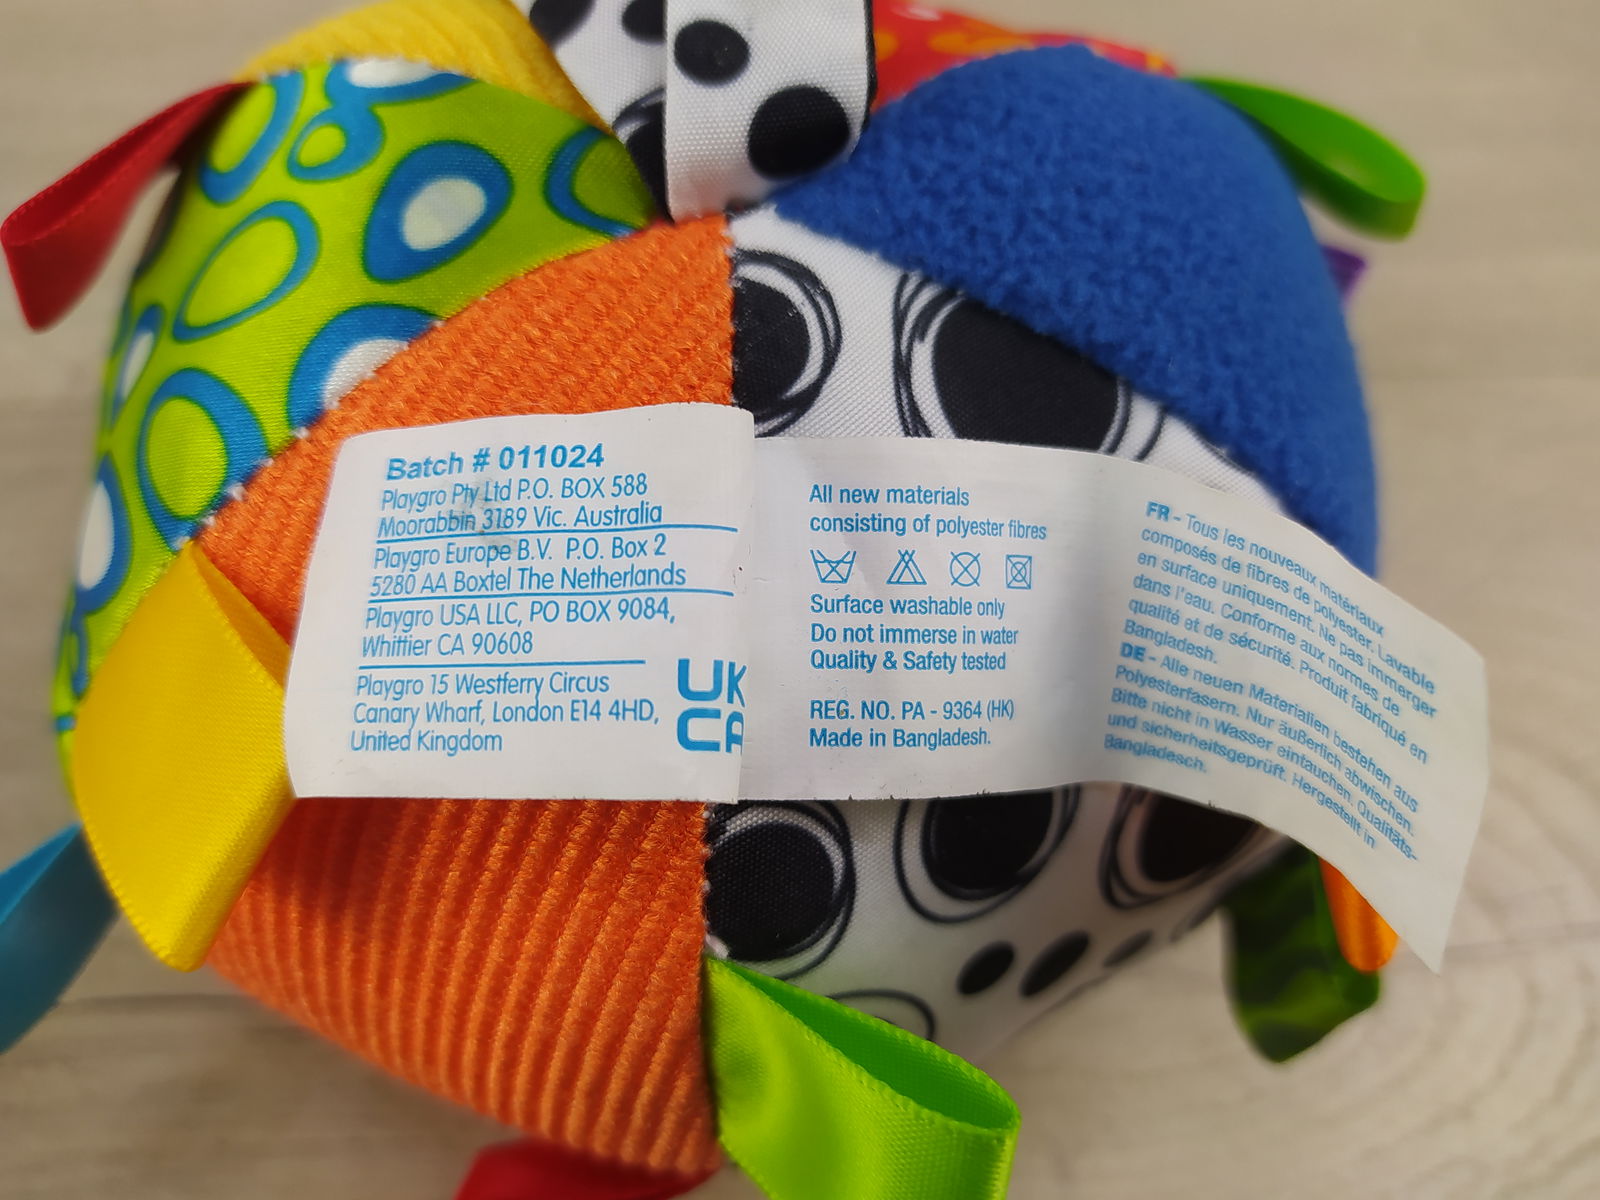 Batch # 011024
Playgro Pty Ltd P.O. BOX 588
Moorabbin 3189 Vic. Australia
Playgro Europe B.V. P.O. Box 2
5280 AA Boxtel The Netherlands
Playgro USA LLC, PO BOX 9084,
Whittier CA 90608
Playgro 15 Westferry Circus
Canary Wharf, London E14 4HD,
United Kingdom
UK
CA
All new materials
consisting of polyester fibres
Surface washable only
Do not immerse in water
Quality & Safety tested
REG. NO. PA - 9364 (HK)
Made in Bangladesh.
FR - Tous les nouveaux matériaux
composés de fibres de polyester. Lavable
en surface uniquement. Ne pas immerger
dans l'eau. Conforme aux normes de
qualité et de sécurité. Produit fabriqué en
Bangladesh.
DE - Alle neuen Materialien bestehen aus
Polyesterfasern. Nur äußerlich abwischen.
Bitte nicht in Wasser eintauchen. Qualitäts-
und sicherheitsgeprüft. Hergestellt in
Bangladesch.